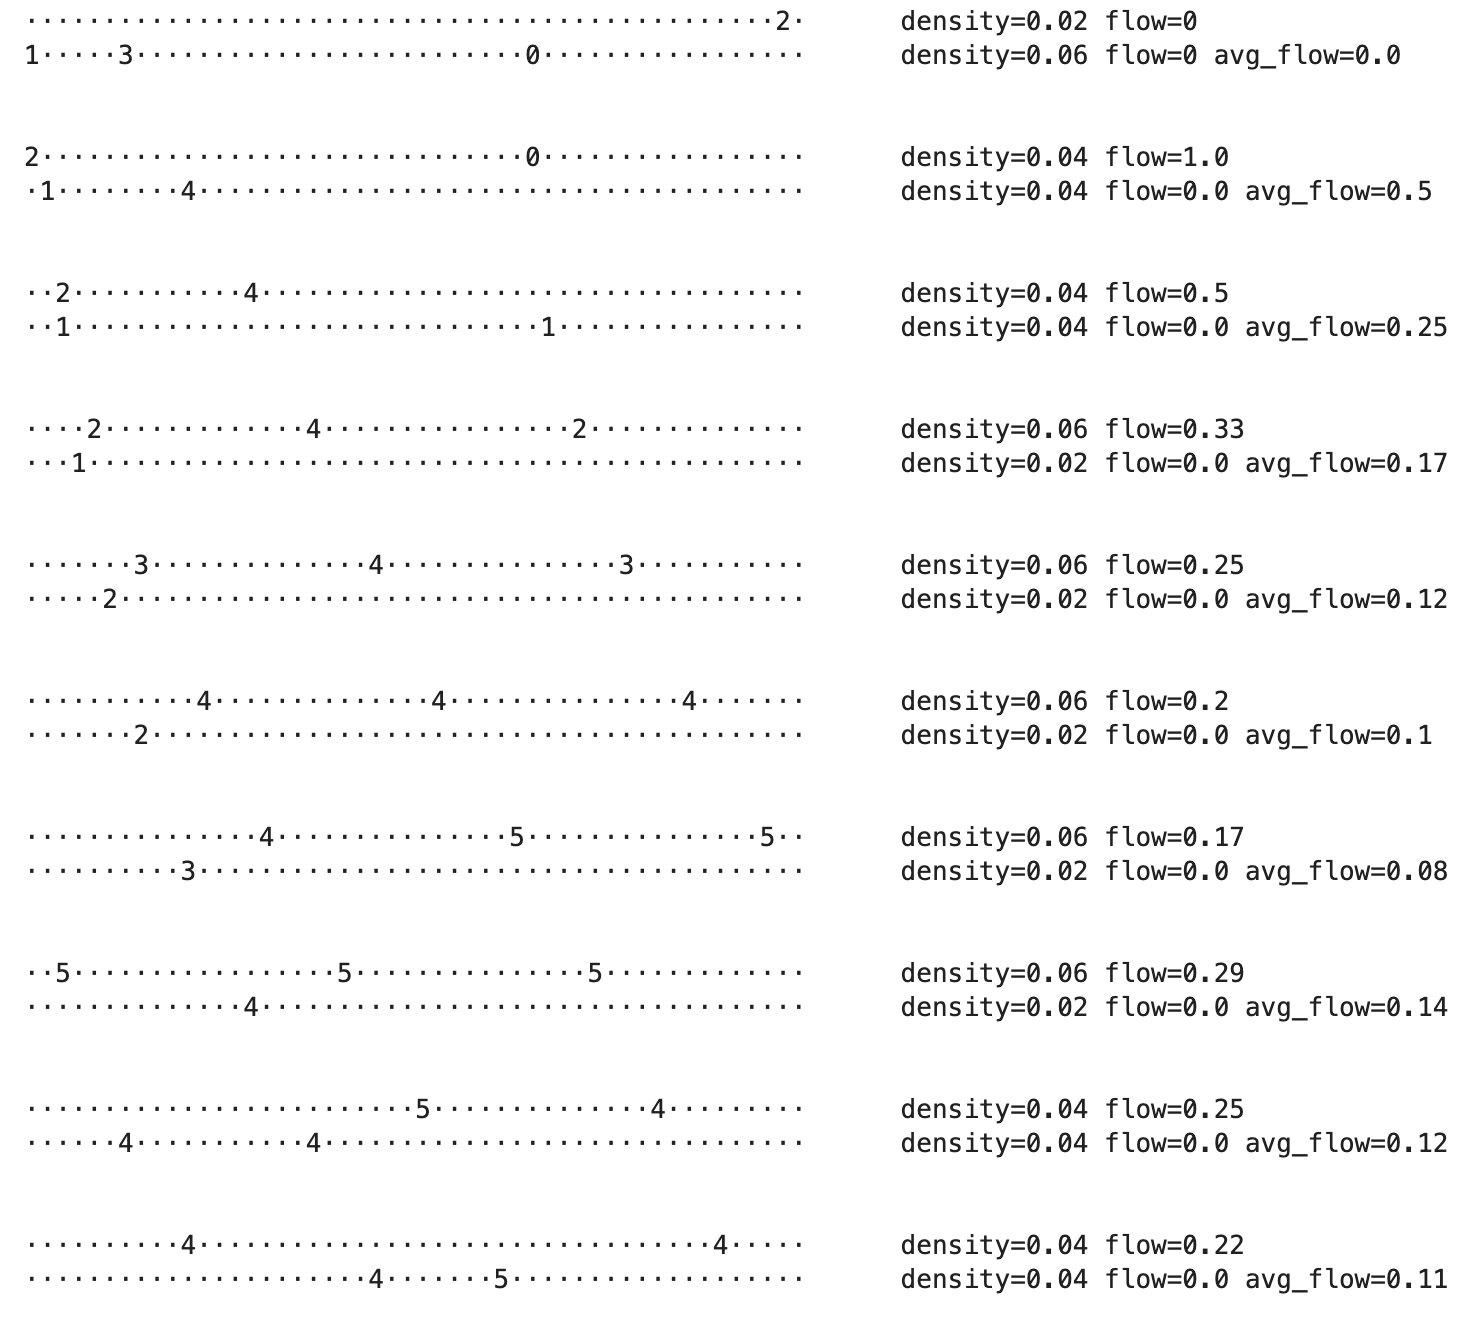 ················································2· density=0.02 flow=0
1·····3·························0················· density=0.06 flow=0 avg_flow=0.0
2·······························0················· density=0.04 flow=1.0
·1········4······································· density=0.04 flow=0.0 avg_flow=0.5
··2···········4··································· density=0.04 flow=0.5
··1······························1················ density=0.04 flow=0.0 avg_flow=0.25
····2·············4················2·············· density=0.06 flow=0.33
···1·············································· density=0.02 flow=0.0 avg_flow=0.17
·······3··············4···············3··········· density=0.06 flow=0.25
·····2············································ density=0.02 flow=0.0 avg_flow=0.12
···········4··············4···············4······· density=0.06 flow=0.2
·······2·········································· density=0.02 flow=0.0 avg_flow=0.1
···············4···············5···············5·· density=0.06 flow=0.17
··········3······································· density=0.02 flow=0.0 avg_flow=0.08
··5·················5···············5············· density=0.06 flow=0.29
··············4··································· density=0.02 flow=0.0 avg_flow=0.14
·························5··············4········· density=0.04 flow=0.25
······4···········4······························· density=0.04 flow=0.0 avg_flow=0.12
··········4·································4····· density=0.04 flow=0.22
······················4·······5··················· density=0.04 flow=0.0 avg_flow=0.11